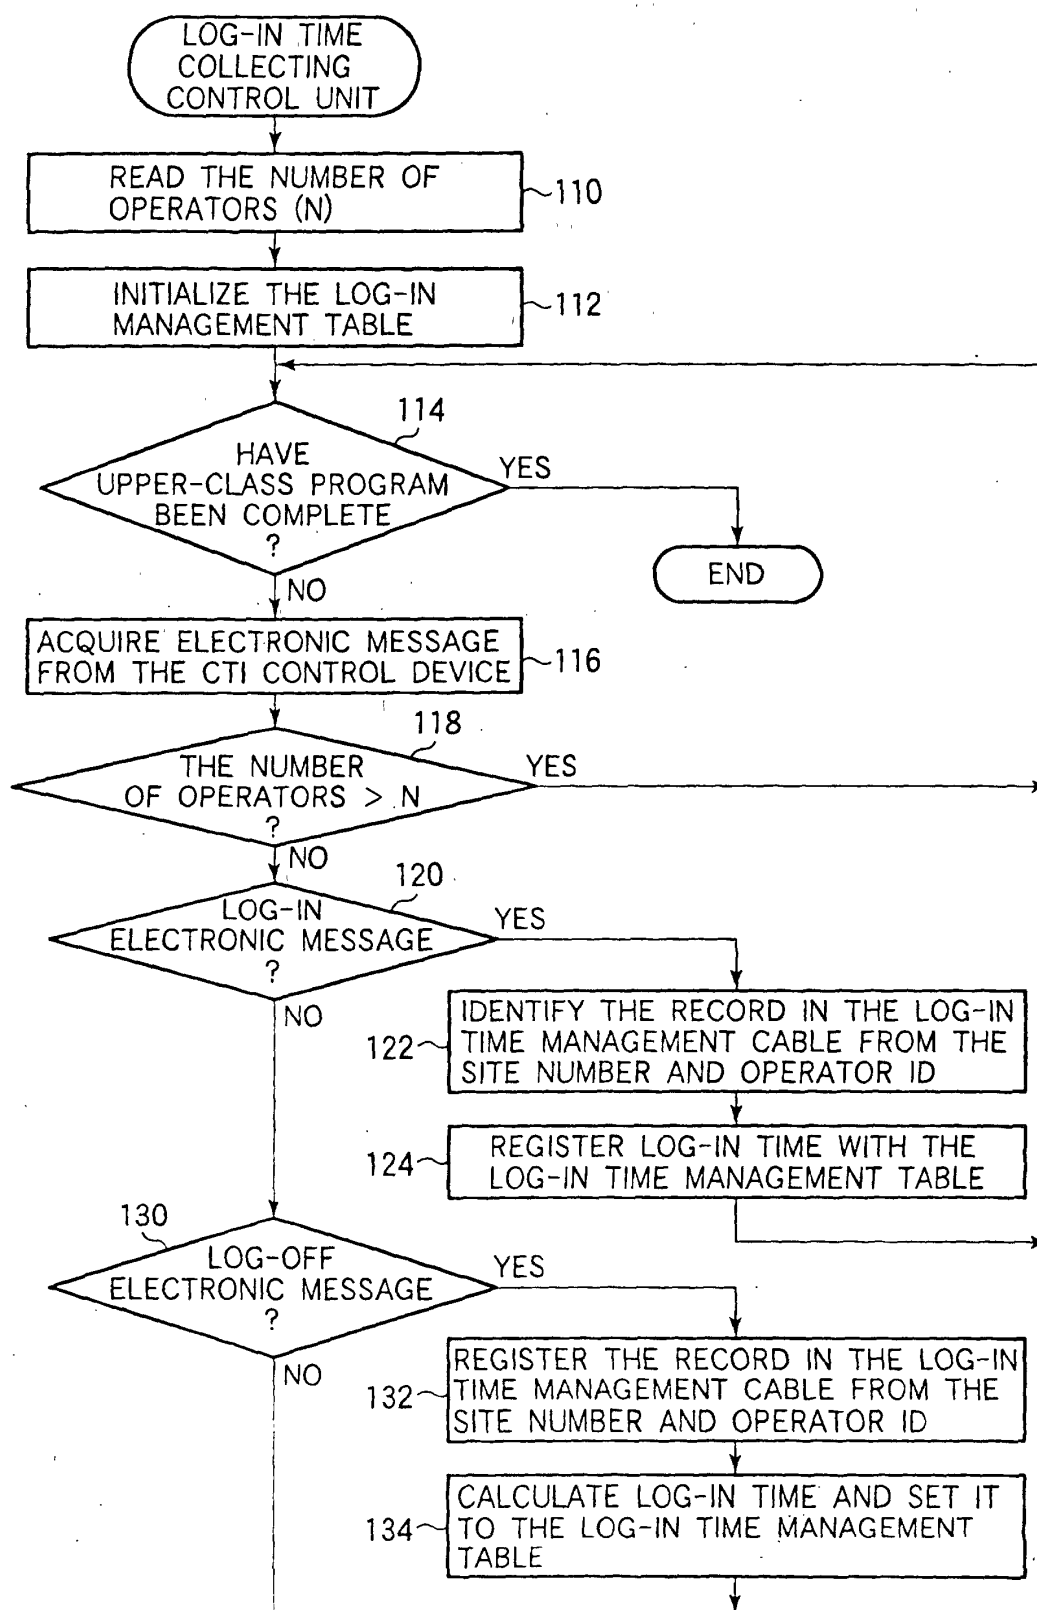 LOG-IN TIME
COLLECTING
CONTROL UNIT
READ THE NUMBER OF
OPERATORS (N)
110
INITIALIZE THE LOG-IN
MANAGEMENT TABLE
112
114
HAVE
UPPER-CLASS PROGRAM
BEEN COMPLETE
?
YES
END
NO
ACQUIRE ELECTRONIC MESSAGE
FROM THE CTI CONTROL DEVICE
116
118
THE NUMBER
OF OPERATORS > N
?
YES
NO
120
LOG-IN
ELECTRONIC MESSAGE
?
YES
NO
122
IDENTIFY THE RECORD IN THE LOG-IN
TIME MANAGEMENT CABLE FROM THE
SITE NUMBER AND OPERATOR ID
124
REGISTER LOG-IN TIME WITH THE
LOG-IN TIME MANAGEMENT TABLE
130
LOG-OFF
ELECTRONIC MESSAGE
?
YES
NO
132
REGISTER THE RECORD IN THE LOG-IN
TIME MANAGEMENT CABLE FROM THE
SITE NUMBER AND OPERATOR ID
134
CALCULATE LOG-IN TIME AND SET IT
TO THE LOG-IN TIME MANAGEMENT
TABLE